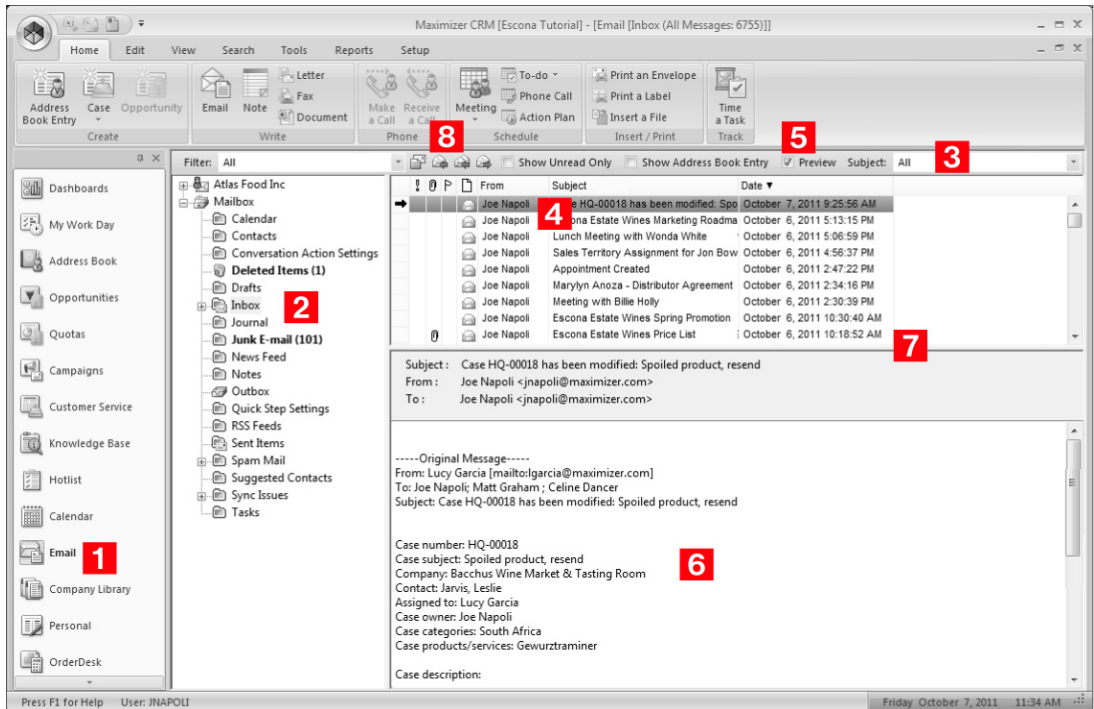 Maximizer CRM [Escona Tutorial] - [Email [Inbox (All Messages: 6755)]]
Home Edit View Search Tools Reports Setup
Address Book Entry
Case
Opportunity
Create
Email
Note
Letter
Fax
Document
Write
Make a Call
Receive a Call
Phone
Meeting
To-do
Phone Call
Action Plan
Schedule
Print an Envelope
Print a Label
Insert a File
Insert / Print
Time a Task
Track
8
5
3
Filter: All
Show Unread Only Show Address Book Entry Preview Subject: All
Dashboards
My Work Day
Address Book
Opportunities
Quotas
Campaigns
Customer Service
Knowledge Base
Hotlist
Calendar
Email
1
Company Library
Personal
OrderDesk
Atlas Food Inc
Mailbox
Calendar
Contacts
Conversation Action Settings
Deleted Items (1)
Drafts
Inbox
2
Journal
Junk E-mail (101)
News Feed
Notes
Outbox
Quick Step Settings
RSS Feeds
Sent Items
Spam Mail
Suggested Contacts
Sync Issues
Tasks
From Subject Date
Joe Napoli HQ-00018 has been modified: Spo October 7, 2011 9:25:56 AM
4
Joe Napoli Estate Wines Marketing Roadma October 6, 2011 5:13:15 PM
Joe Napoli Lunch Meeting with Wonda White October 6, 2011 5:06:59 PM
Joe Napoli Sales Territory Assignment for Jon Bow October 6, 2011 4:56:37 PM
Joe Napoli Appointment Created October 6, 2011 2:47:22 PM
Joe Napoli Marylyn Anoza - Distributor Agreement October 6, 2011 2:34:16 PM
Joe Napoli Meeting with Billie Holly October 6, 2011 2:30:39 PM
Joe Napoli Escona Estate Wines Spring Promotion October 6, 2011 10:30:40 AM
Joe Napoli Escona Estate Wines Price List October 6, 2011 10:18:52 AM
7
Subject : Case HQ-00018 has been modified: Spoiled product, resend
From : Joe Napoli <jnapoli@maximizer.com>
To : Joe Napoli <jnapoli@maximizer.com>
-----Original Message-----
From: Lucy Garcia [mailto:lgarcia@maximizer.com]
To: Joe Napoli; Matt Graham ; Celine Dancer
Subject: Case HQ-00018 has been modified: Spoiled product, resend
Case number: HQ-00018
Case subject: Spoiled product, resend
6
Company: Bacchus Wine Market & Tasting Room
Contact: Jarvis, Leslie
Assigned to: Lucy Garcia
Case owner: Joe Napoli
Case categories: South Africa
Case products/services: Gewurztraminer
Case description:
Press F1 for Help User: JNAPOLI Friday October 7, 2011 11:34 AM